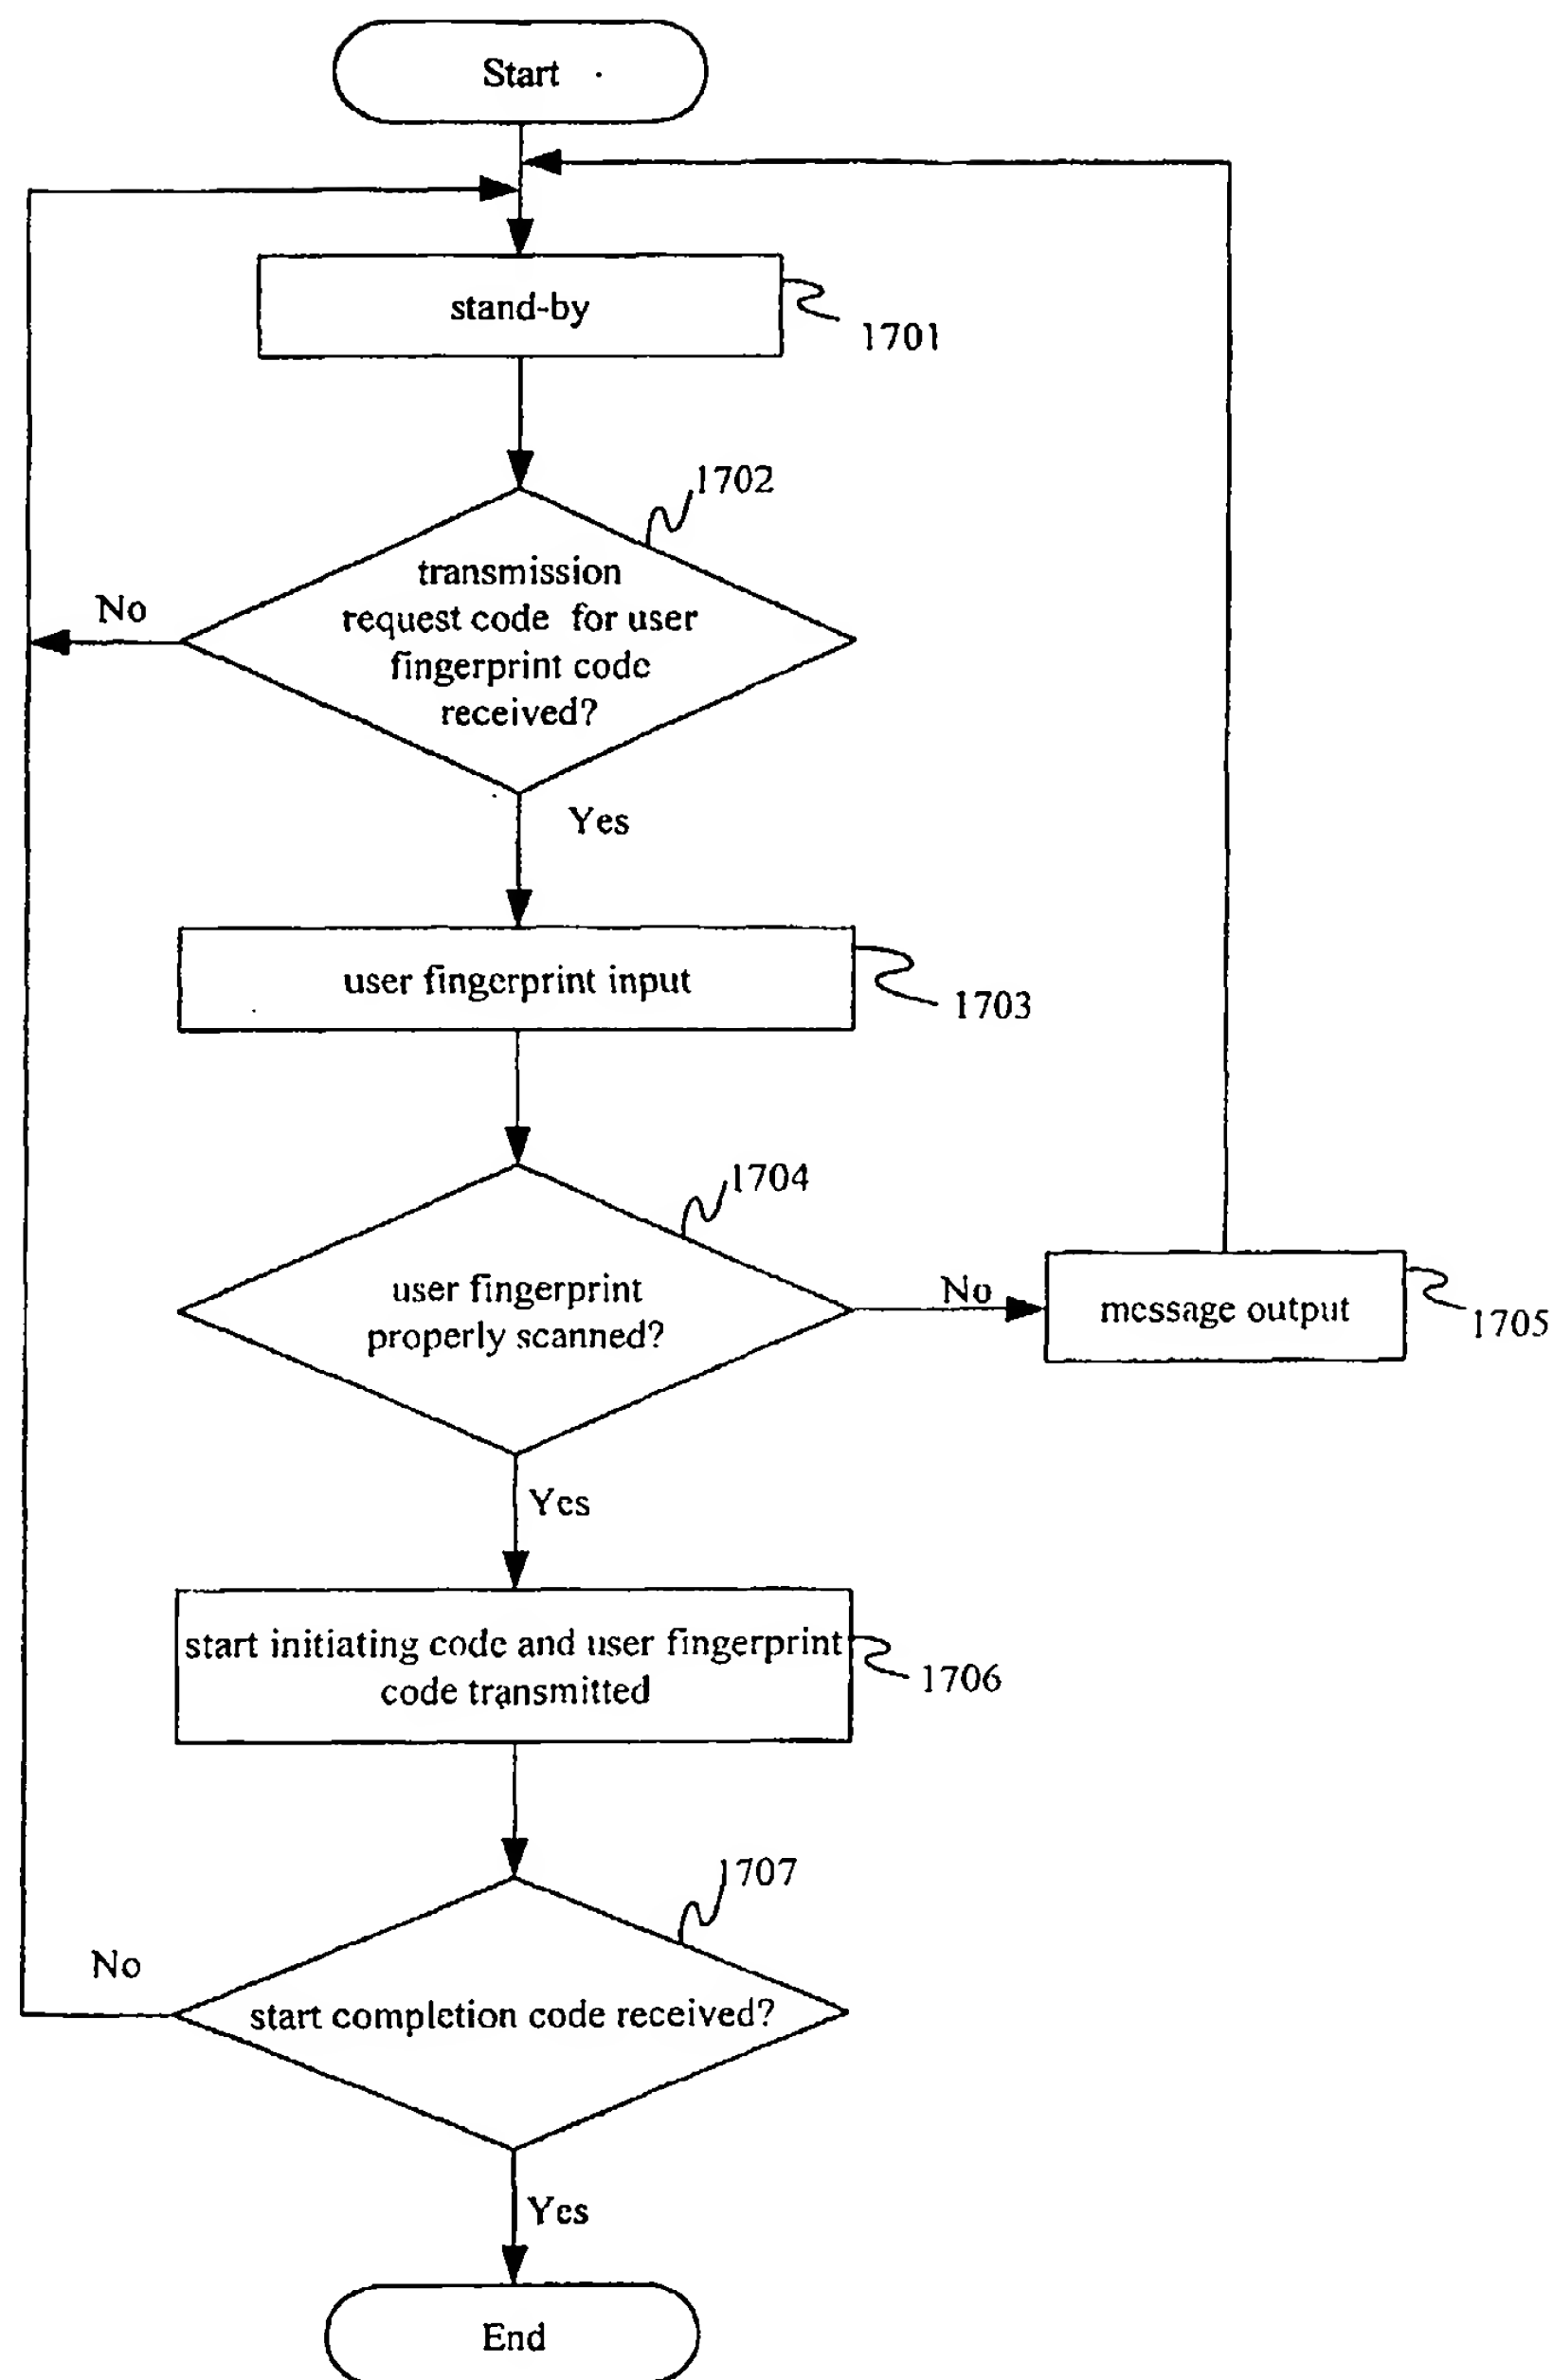 Start
stand-by
1701
1702
transmission
request code for user
fingerprint code
received?
No
Yes
user fingerprint input
1703
1704
user fingerprint
properly scanned?
No
message output
1705
Yes
start initiating code and user fingerprint
code transmitted
1706
1707
No
start completion code received?
Yes
End